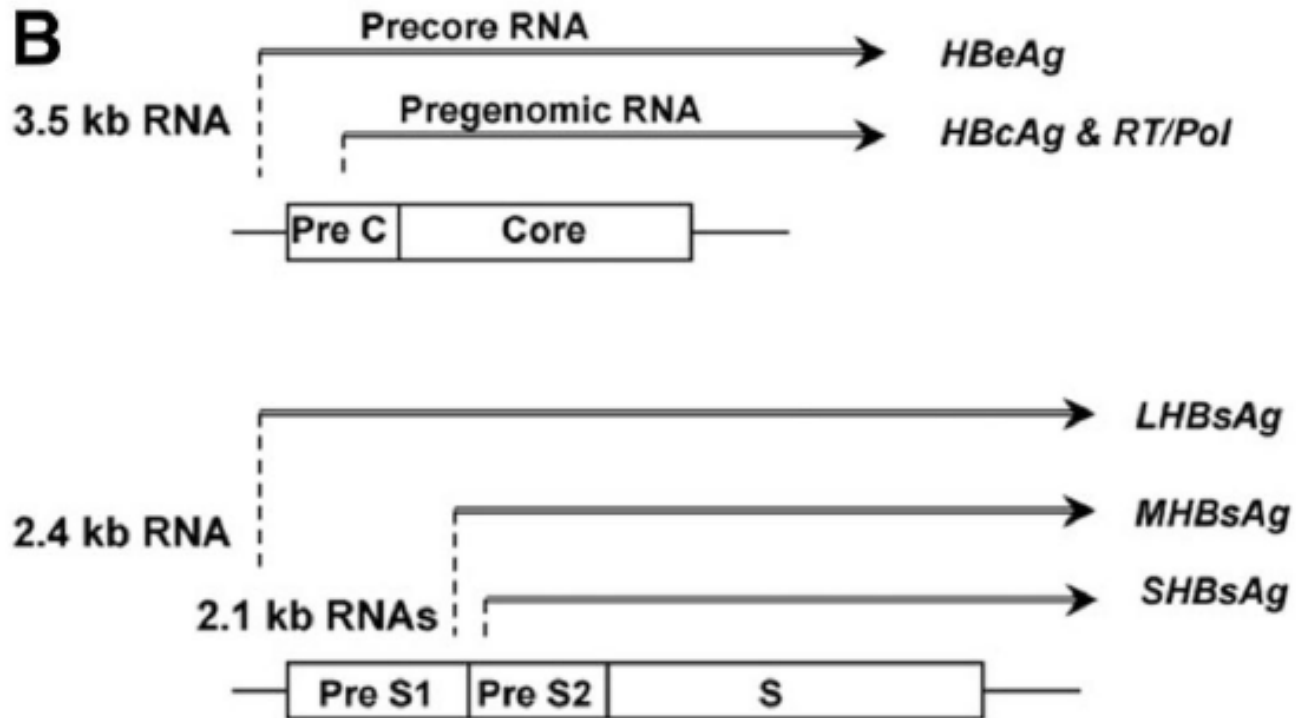 B
Precore RNA
HBeAg
3.5 kb RNA
Pregenomic RNA
HBcAg & RT/Pol
Pre C
Core
LHBsAg
2.4 kb RNA
MHBsAg
2.1 kb RNAs
SHBsAg
Pre S1
Pre S2
S